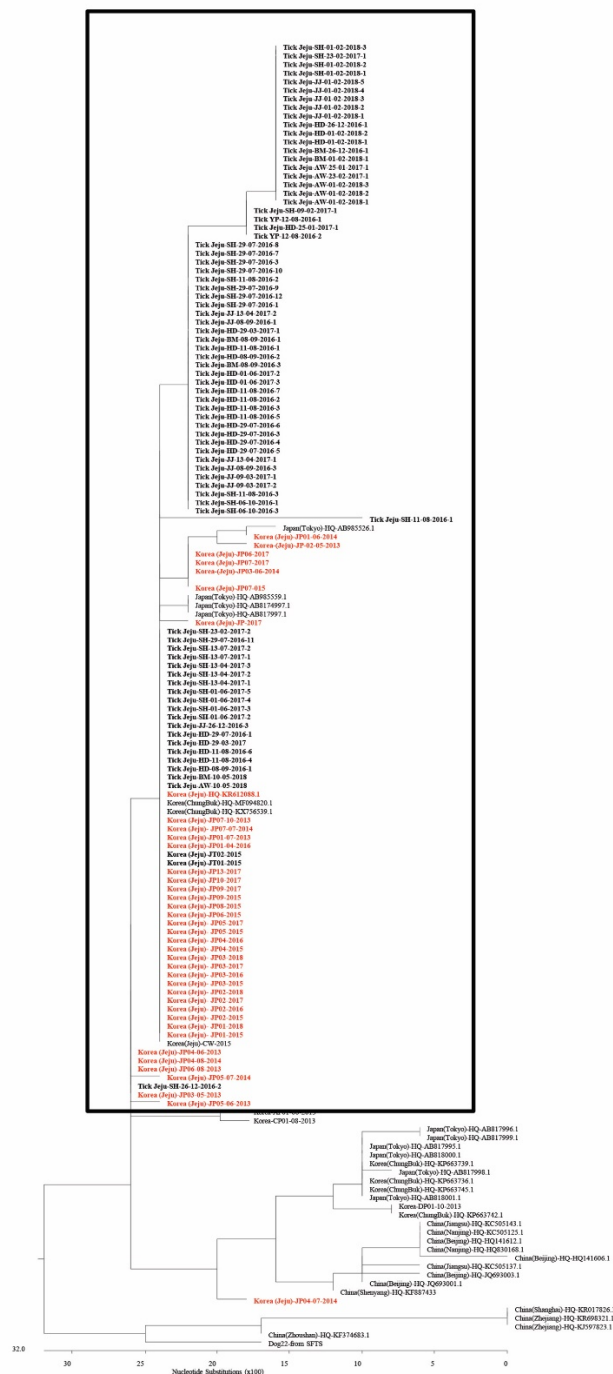 Tick Jeju-SH-01-02-2018-3
Tick Jeju-SH-23-02-2017-1
Tick Jeju-SH-01-02-2018-2
Tick Jeju-SH-01-02-2018-1
Tick Jeju-JJ-01-02-2018-5
Tick Jeju-JJ-01-02-2018-4
Tick Jeju-JJ-01-02-2018-3
Tick Jeju-JJ-01-02-2018-2
Tick Jeju-JJ-01-02-2018-1
Tick Jeju-HD-26-12-2016-1
Tick Jeju-HD-01-02-2018-2
Tick Jeju-HD-01-02-2018-1
Tick Jeju-BM-26-12-2016-1
Tick Jeju-BM-01-02-2018-1
Tick Jeju-AW-25-01-2017-1
Tick Jeju-AW-23-02-2017-1
Tick Jeju-AW-01-02-2018-3
Tick Jeju-AW-01-02-2018-2
Tick Jeju-AW-01-02-2018-1
Tick Jeju-SH-09-02-2017-1
Tick YP-12-08-2016-1
Tick Jeju-HD-25-01-2017-1
Tick YP-12-08-2016-2
Tick Jeju-SH-29-07-2016-8
Tick Jeju-SH-29-07-2016-7
Tick Jeju-SH-29-07-2016-3
Tick Jeju-SH-29-07-2016-10
Tick Jeju-SH-11-08-2016-2
Tick Jeju-SH-29-07-2016-9
Tick Jeju-SH-29-07-2016-12
Tick Jeju-SH-29-07-2016-1
Tick Jeju-JJ-13-04-2017-2
Tick Jeju-JJ-08-09-2016-1
Tick Jeju-HD-29-03-2017-1
Tick Jeju-BM-08-09-2016-1
Tick Jeju-HD-11-08-2016-1
Tick Jeju-HD-08-09-2016-2
Tick Jeju-BM-08-09-2016-3
Tick Jeju-HD-01-06-2017-2
Tick Jeju-HD-01-06-2017-3
Tick Jeju-HD-11-08-2016-7
Tick Jeju-HD-11-08-2016-2
Tick Jeju-HD-11-08-2016-3
Tick Jeju-HD-11-08-2016-5
Tick Jeju-HD-29-07-2016-6
Tick Jeju-HD-29-07-2016-3
Tick Jeju-HD-29-07-2016-4
Tick Jeju-HD-29-07-2016-5
Tick Jeju-JJ-13-04-2017-1
Tick Jeju-JJ-08-09-2016-3
Tick Jeju-JJ-09-03-2017-1
Tick Jeju-JJ-09-03-2017-2
Tick Jeju-SH-11-08-2016-3
Tick Jeju-SH-06-10-2016-1
Tick Jeju-SH-06-10-2016-3
Tick Jeju-SH-11-08-2016-1
Japan(Tokyo)-HQ-AB985526.1
Korea (Jeju)-JP01-06-2014
Korea-(Jeju)-JP-02-05-2013
Korea (Jeju)-JP06-2017
Korea (Jeju)-JP07-2017
Korea-(Jeju)-JP03-06-2014
Korea (Jeju)-JP07-015
Japan(Tokyo)-HQ-AB985559.1
Japan(Tokyo)-HQ-AB8174997.1
Japan(Tokyo)-HQ-AB817997.1
Korea (Jeju)-JP-2017
Tick Jeju-SH-23-02-2017-2
Tick Jeju-SH-29-07-2016-11
Tick Jeju-SH-13-07-2017-2
Tick Jeju-SH-13-07-2017-1
Tick Jeju-SH-13-04-2017-3
Tick Jeju-SH-13-04-2017-2
Tick Jeju-SH-13-04-2017-1
Tick Jeju-SH-01-06-2017-5
Tick Jeju-SH-01-06-2017-4
Tick Jeju-SH-01-06-2017-3
Tick Jeju-SH-01-06-2017-2
Tick Jeju-JJ-26-12-2016-3
Tick Jeju-HD-29-07-2016-1
Tick Jeju-HD-29-03-2017
Tick Jeju-HD-11-08-2016-6
Tick Jeju-HD-11-08-2016-4
Tick Jeju-HD-08-09-2016-1
Tick Jeju-BM-10-05-2018
Tick Jeju-AW-10-05-2018
Korea (Jeju)-HQ-KR612088.1
Korea(ChungBuk)-HQ-MF094820.1
Korea(ChungBuk)-HQ-KX756539.1
Korea (Jeju)-JP07-10-2013
Korea (Jeju)- JP07-07-2014
Korea (Jeju)-JP01-07-2013
Korea (Jeju)-JP01-04-2016
Korea (Jeju)-JT02-2015
Korea (Jeju)-JT01-2015
Korea (Jeju)-JP13-2017
Korea (Jeju)-JP10-2017
Korea (Jeju)-JP09-2017
Korea (Jeju)-JP09-2015
Korea (Jeju)-JP08-2015
Korea (Jeju)-JP06-2015
Korea (Jeju)- JP05-2017
Korea (Jeju)- JP05-2015
Korea (Jeju)- JP04-2016
Korea (Jeju)- JP04-2015
Korea (Jeju)- JP03-2018
Korea (Jeju)- JP03-2017
Korea (Jeju)- JP03-2016
Korea (Jeju)- JP03-2015
Korea (Jeju)- JP02-2018
Korea (Jeju)- JP02-2017
Korea (Jeju)- JP02-2016
Korea (Jeju)- JP02-2015
Korea (Jeju)- JP01-2018
Korea (Jeju)- JP01-2015
Korea(Jeju)-CW-2015
Korea (Jeju)-JP04-06-2013
Korea (Jeju)-JP04-08-2014
Korea (Jeju)-JP06-08-2013
Korea (Jeju)-JP05-07-2014
Tick Jeju-SH-26-12-2016-2
Korea (Jeju)-JP03-05-2013
Korea (Jeju)-JP05-06-2013
Korea-CP01-08-2013
Japan(Tokyo)-HQ-AB817996.1
Japan(Tokyo)-HQ-AB817999.1
Japan(Tokyo)-HQ-AB817995.1
Japan(Tokyo)-HQ-AB818000.1
Korea(ChungBuk)-HQ-KP663739.1
Japan(Tokyo)-HQ-AB817998.1
Korea(ChungBuk)-HQ-KP663736.1
Korea(ChungBuk)-HQ-KP663745.1
Japan(Tokyo)-HQ-AB818001.1
Korea-DP01-10-2013
Korea(ChungBuk)-HQ-KP663742.1
China(Jiangsu)-HQ-KC505143.1
China(Nanjing)-HQ-KC505125.1
China(Beijing)-HQ-HQ141612.1
China(Nanjing)-HQ-HQ830168.1
China(Beijing)-HQ-HQ141606.1
China(Jiangsu)-HQ-KC505137.1
China(Beijing)-HQ-JQ693003.1
China(Beijing)-HQ-JQ693001.1
China(Shenyang)-HQ-KF887433
Korea (Jeju)-JP04-07-2014
China(Shanghai)-HQ-KR017826.
China(Zhejiang)-HQ-KR698321.1
China(Zhejiang)-HQ-KJ597823.1
China(Zhoushan)-HQ-KF374683.1
Dog22-from SFTS
32.0
30 25 20 15 10 5 0
Nucleotide Substitutions (x100)